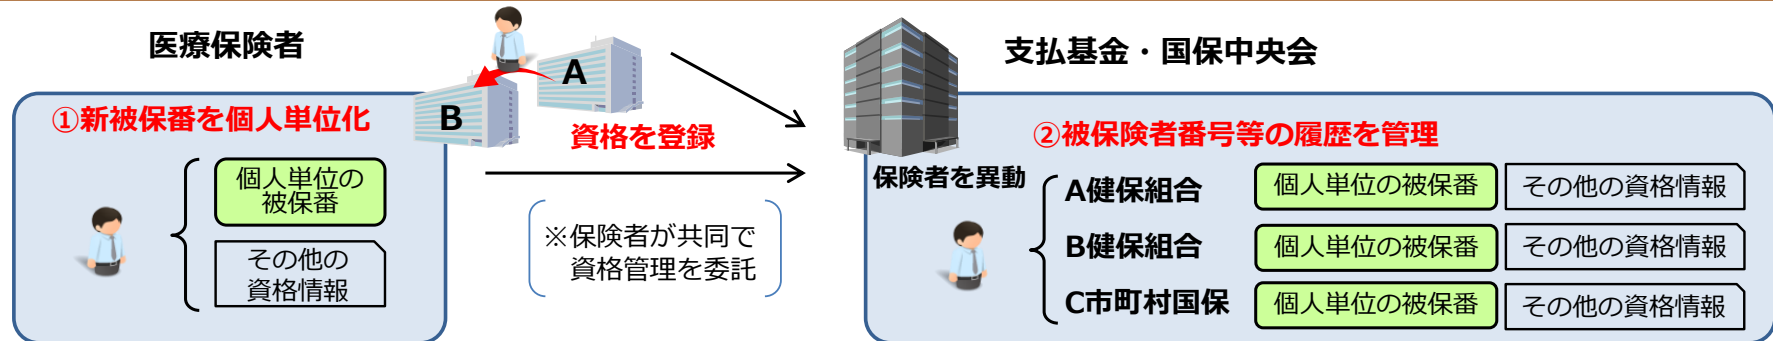 医療保険者
A
B
①新被保番を個人単位化
個人単位の
被保番
その他の
資格情報
資格を登録
※保険者が共同で
資格管理を委託
支払基金・国保中央会
②被保険者番号等の履歴を管理
保険者を異動
A健保組合 個人単位の被保番 その他の資格情報
B健保組合 個人単位の被保番 その他の資格情報
C市町村国保 個人単位の被保番 その他の資格情報